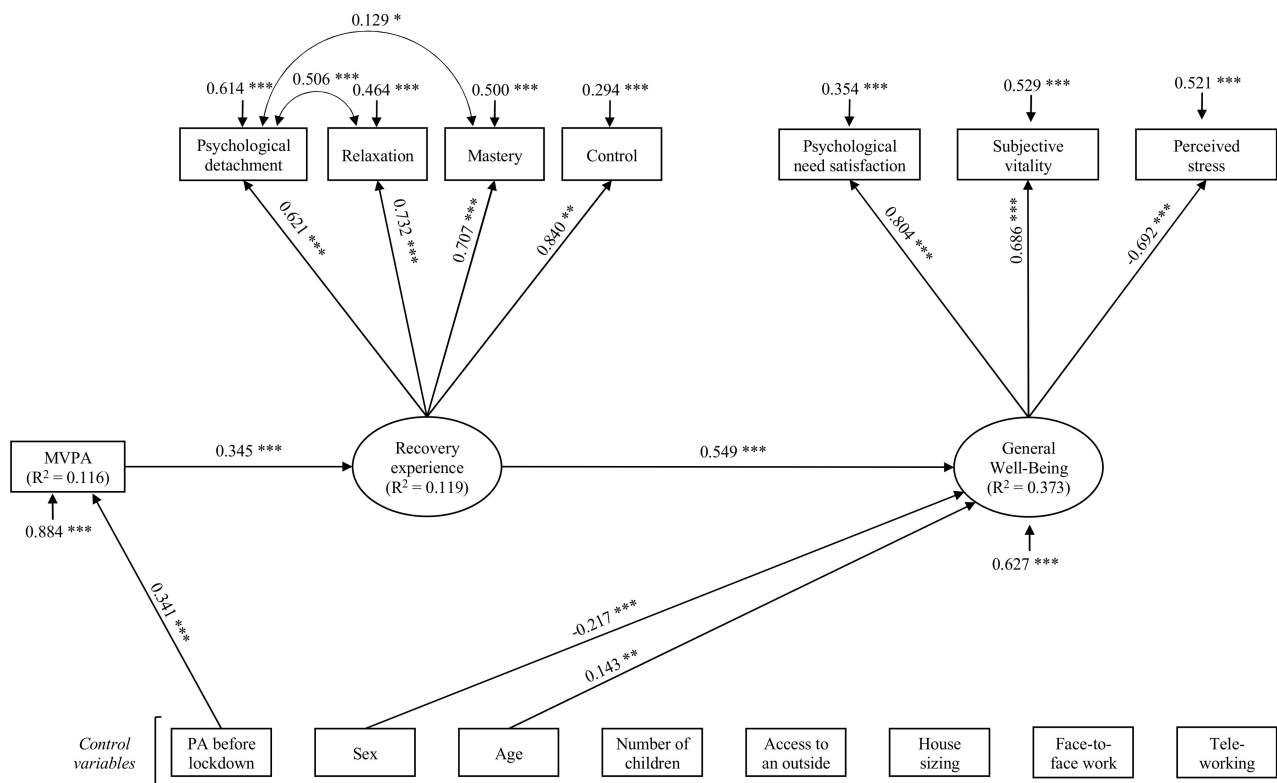 0.129 *
0.506 ***
0.614 ***
0.464 ***
0.500 ***
0.294 ***
0.354 ***
0.529 ***
0.521 ***
Psychological
detachment
Relaxation
Mastery
Control
Psychological
need satisfaction
Subjective
vitality
Perceived
stress
0.621 ***
0.732 ***
0.707 ***
0.840 **
0.804 ***
0.686 ***
-0.692 ***
MVPA
(R² = 0.116)
0.345 ***
Recovery
experience
(R² = 0.119)
0.549 ***
General
Well-Being
(R² = 0.373)
0.884 ***
0.627 ***
0.341 ***
-0.217 ***
0.143 **
Control
variables
PA before
lockdown
Sex
Age
Number of
children
Access to
an outside
House
sizing
Face-to-
face work
Tele-
working